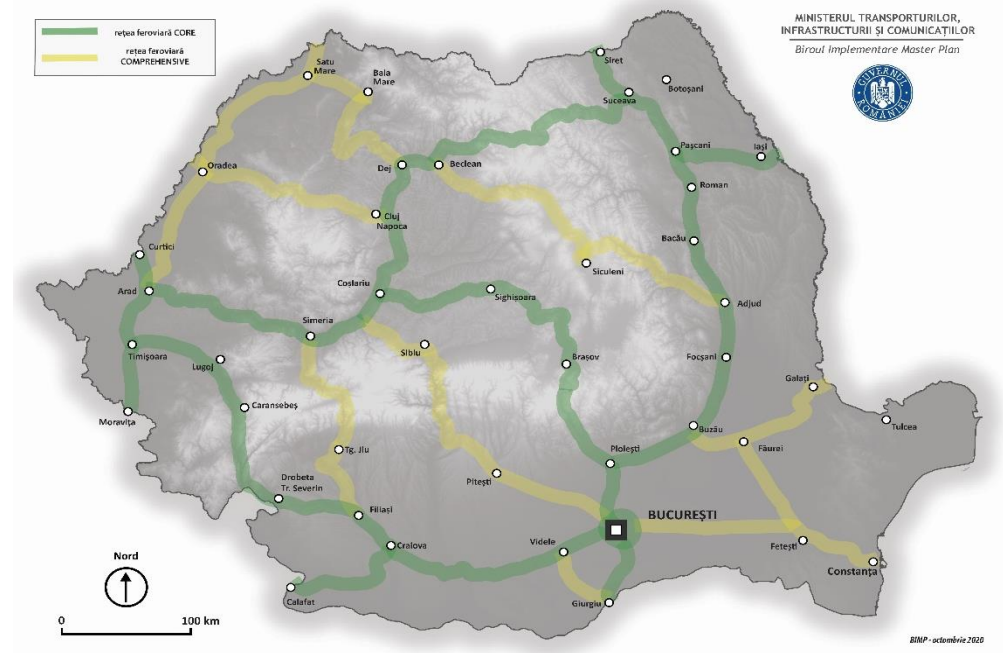 rețea feroviară CORE
rețea feroviară
COMPREHENSIVE
MINISTERUL TRANSPORTURILOR,
INFRASTRUCTURII ȘI COMUNICAȚIILOR
Biroul Implementare Master Plan
GUVERNUL
ROMÂNIEI
Siret
Satu
Mare
Baia
Mare
Botoșani
Suceava
Pașcani
Iași
Oradea
Dej
Beclean
Roman
Cluj
Napoca
Bacău
Curtici
Siculeni
Arad
Coșlariu
Sighișoara
Adjud
Simeria
Timișoara
Sibiu
Brașov
Focșani
Lugoj
Galați
Caransebeș
Moravița
Tulcea
Buzău
Făurei
Tg. Jiu
Ploiești
Pitești
Drobeta
Tr. Severin
Filiași
BUCUREȘTI
Craiova
Videle
Fetești
Nord
Constanța
Calafat
Giurgiu
0
100 km
BIMP - octombrie 2020